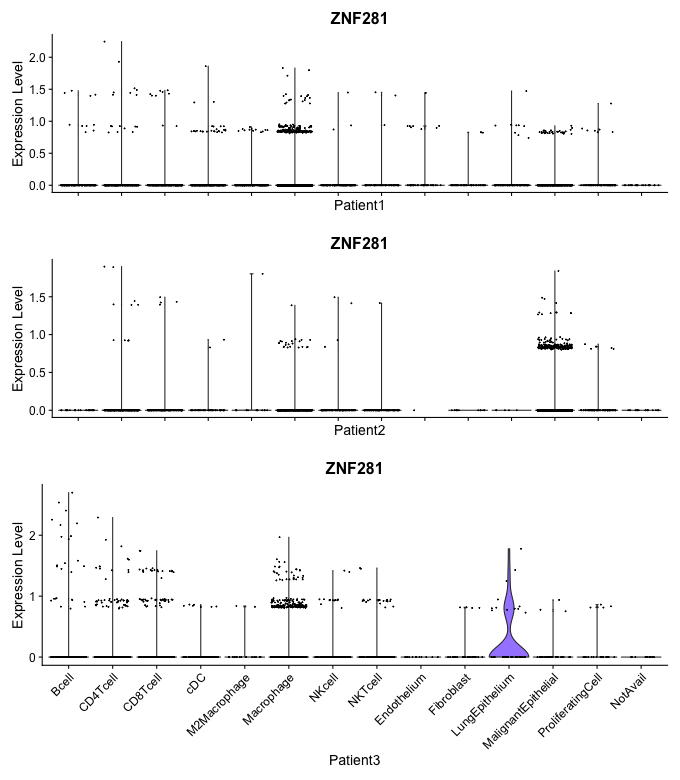 ZNF281
Expression Level
2.0
1.5
1.0
0.5
0.0
Patient1
ZNF281
Expression Level
1.5
1.0
0.5
0.0
Patient2
ZNF281
Expression Level
2
1
0
Bcell
CD4Tcell
CD8Tcell
cDC
M2Macrophage
Macrophage
NKcell
NKTcell
Endothelium
Fibroblast
LungEpithelium
MalignantEpithelial
ProliferatingCell
NotAvail
Patient3